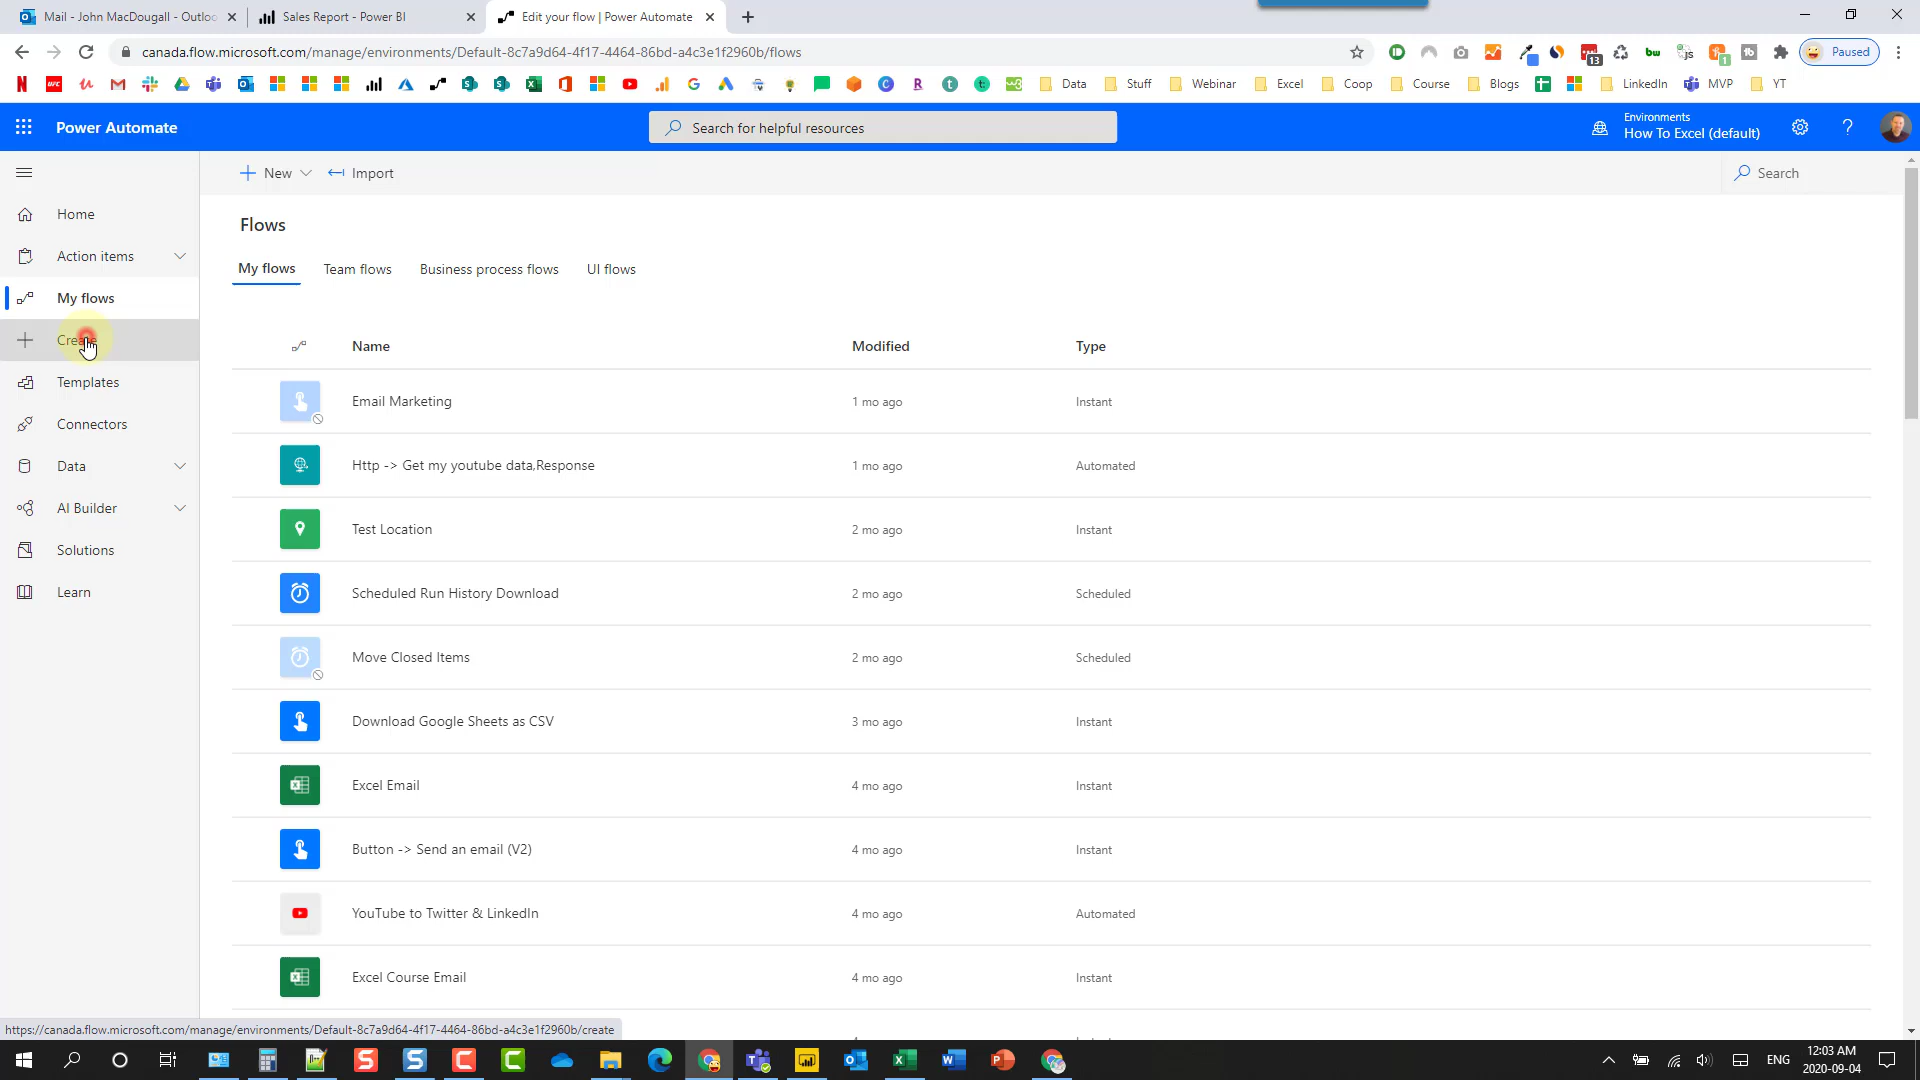 Mail - John MacDougall - Outloo
Sales Report - Power BI
Edit your flow | Power Automate
canada.flow.microsoft.com/manage/environments/Default-8c7a9d64-4f17-4464-86bd-a4c3e1f2960b/flows
13
1
Paused
Data
Stuff
Webinar
Excel
Coop
Course
Blogs
LinkedIn
MVP
YT
Power Automate
Search for helpful resources
Environments
How To Excel (default)
New
Import
Search
Home
Action items
My flows
Create
Templates
Connectors
Data
AI Builder
Solutions
Learn
Flows
My flows
Team flows
Business process flows
UI flows
Name
Modified
Type
Email Marketing
1 mo ago
Instant
Http -> Get my youtube data,Response
1 mo ago
Automated
Test Location
2 mo ago
Instant
Scheduled Run History Download
2 mo ago
Scheduled
Move Closed Items
2 mo ago
Scheduled
Download Google Sheets as CSV
3 mo ago
Instant
Excel Email
4 mo ago
Instant
Button -> Send an email (V2)
4 mo ago
Instant
YouTube to Twitter & LinkedIn
4 mo ago
Automated
Excel Course Email
4 mo ago
Instant
https://canada.flow.microsoft.com/manage/environments/Default-8c7a9d64-4f17-4464-86bd-a4c3e1f2960b/create
ENG
12:03 AM
2020-09-04